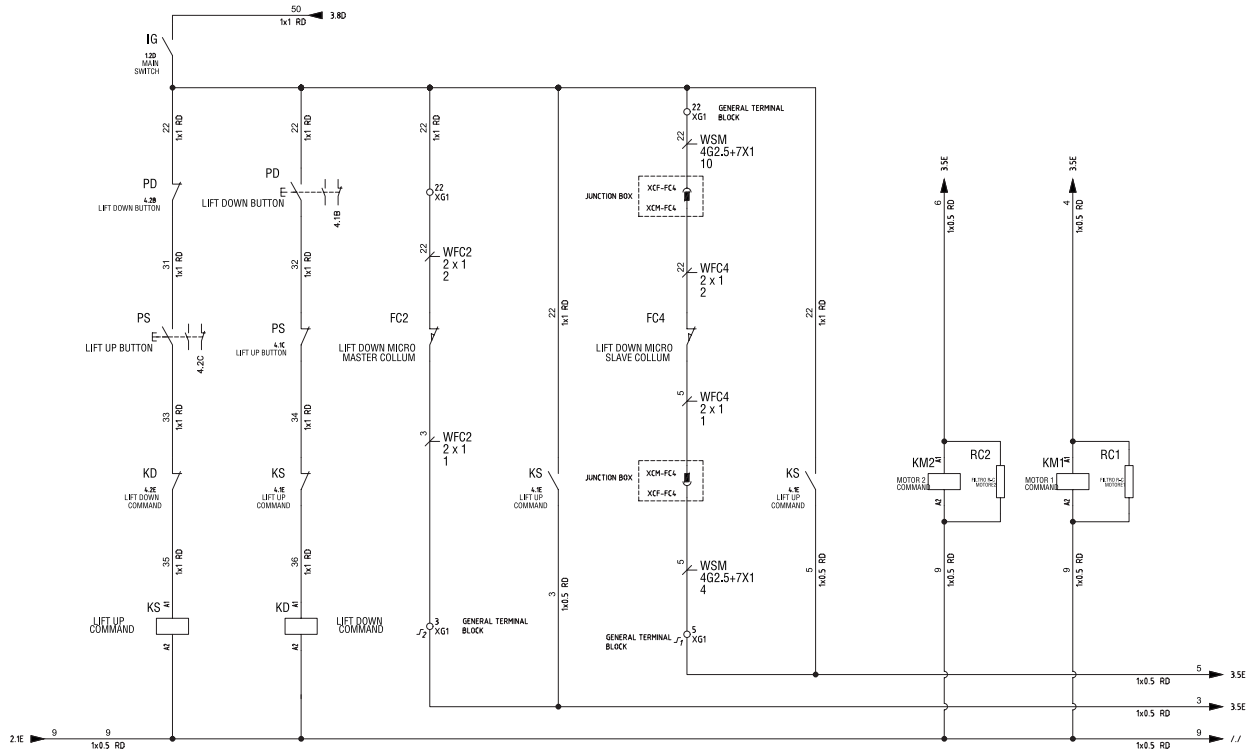 50
1x1 RD
3.8D
IG
1.2D
MAIN
SWITCH
22
1x1 RD
22
1x1 RD
22
1x1 RD
22
XG1
GENERAL TERMINAL
BLOCK
22
WSM
4G2.5+7X1
10
PD
4.2B
LIFT DOWN BUTTON
PD
LIFT DOWN BUTTON
4.1B
22
XG1
JUNCTION BOX
XCF-FC4
XCM-FC4
3.5E
6
1x0.5 RD
3.5E
4
1x0.5 RD
31
1x1 RD
32
1x1 RD
22
WFC2
2 x 1
2
22
WFC4
2 x 1
2
22
1x1 RD
22
1x1 RD
PS
LIFT UP BUTTON
4.2C
PS
4.1C
LIFT UP BUTTON
FC2
LIFT DOWN MICRO
MASTER COLLUM
FC4
LIFT DOWN MICRO
SLAVE COLLUM
33
1x1 RD
34
1x1 RD
3
WFC2
2 x 1
1
5
WFC4
2 x 1
1
KD
4.2E
LIFT DOWN
COMMAND
KS
4.1E
LIFT UP
COMMAND
KS
4.1E
LIFT UP
COMMAND
JUNCTION BOX
XCM-FC4
XCF-FC4
KS
4.1E
LIFT UP
COMMAND
KM2
MOTOR 2
COMMAND
A1
A2
RC2
FILTRO R-C
MOTORE2
KM1
MOTOR 1
COMMAND
A1
A2
RC1
FILTRO R-C
MOTORE1
35
1x1 RD
36
1x1 RD
3
1x0.5 RD
5
WSM
4G2.5+7X1
4
5
1x0.5 RD
9
1x0.5 RD
9
1x0.5 RD
KS
A1
A2
LIFT UP
COMMAND
KD
A1
A2
LIFT DOWN
COMMAND
2
3
XG1
GENERAL TERMINAL
BLOCK
GENERAL TERMINAL
BLOCK
1
5
XG1
5
1x0.5 RD
3.5E
3
1x0.5 RD
3.5E
2.1E
9
9
1x0.5 RD
9
1x0.5 RD
/./